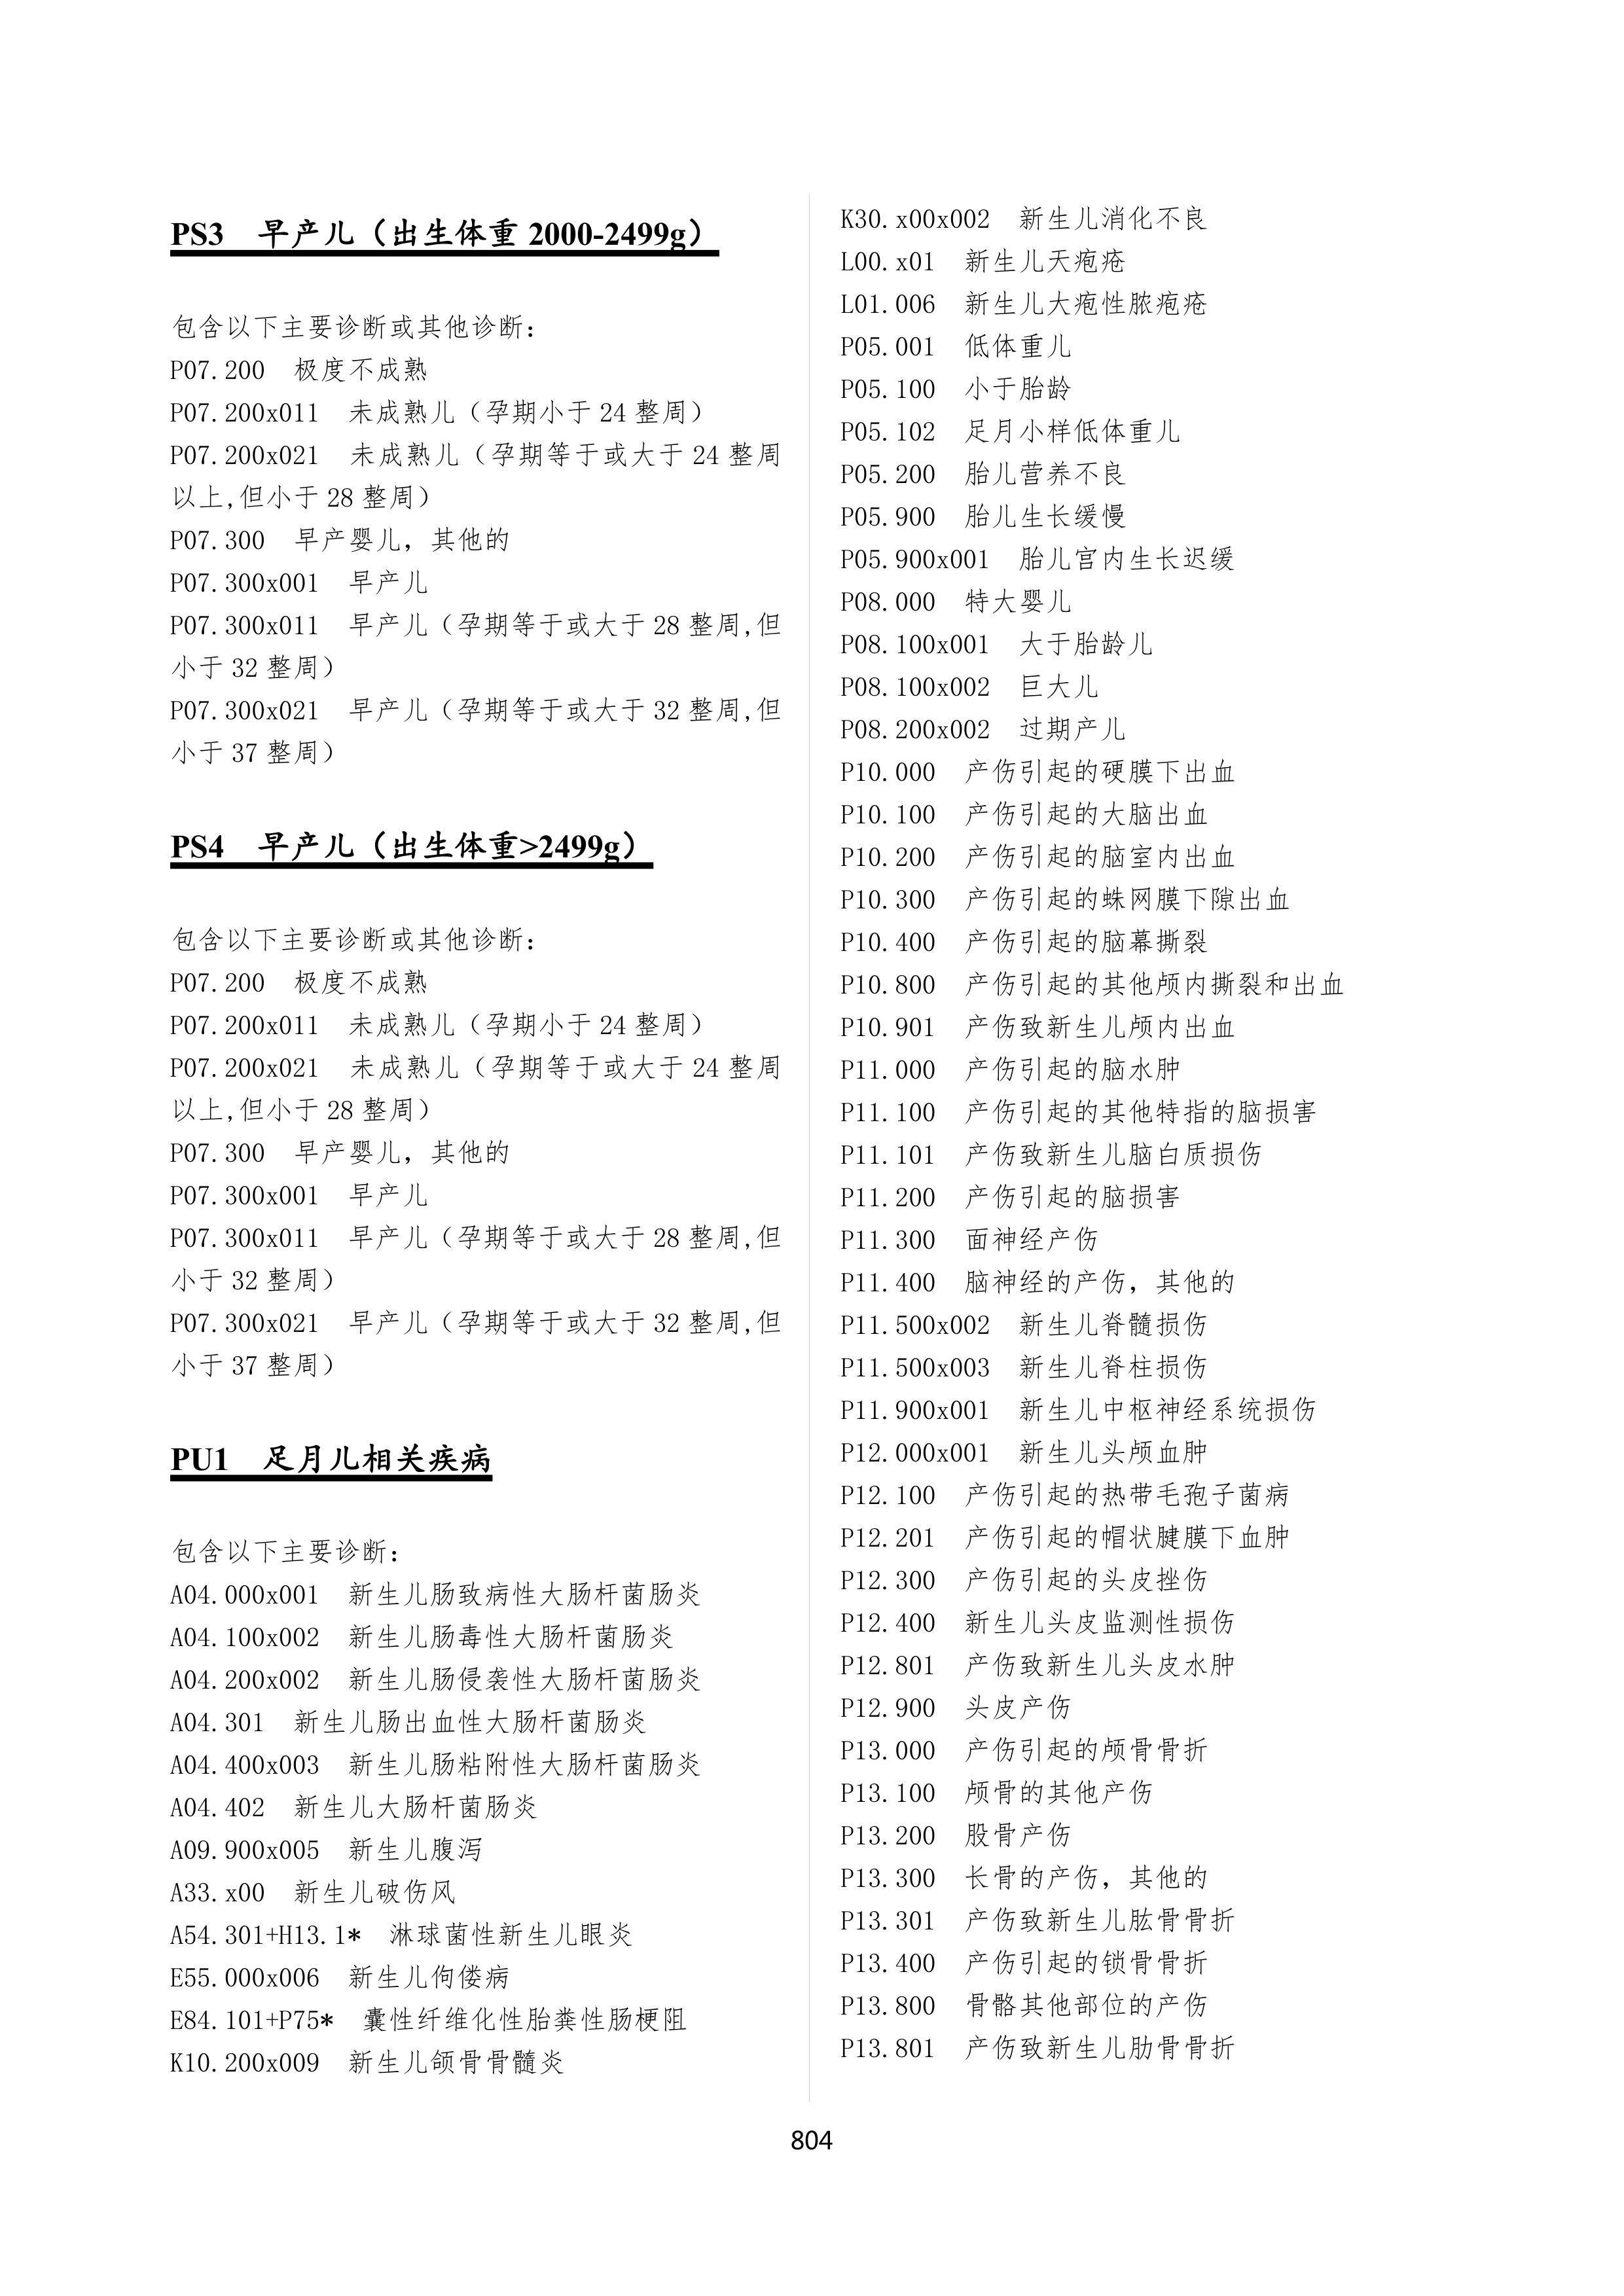 PS3 早产儿（出生体重 2000-2499g）
包含以下主要诊断或其他诊断：
P07.200 极度不成熟
P07.200x011 未成熟儿（孕期小于 24 整周）
P07.200x021 未成熟儿（孕期等于或大于 24 整周
以上,但小于 28 整周）
P07.300 早产婴儿，其他的
P07.300x001 早产儿
P07.300x011 早产儿（孕期等于或大于 28 整周,但
小于 32 整周）
P07.300x021 早产儿（孕期等于或大于 32 整周,但
小于 37 整周）
PS4 早产儿（出生体重>2499g）
包含以下主要诊断或其他诊断：
P07.200 极度不成熟
P07.200x011 未成熟儿（孕期小于 24 整周）
P07.200x021 未成熟儿（孕期等于或大于 24 整周
以上,但小于 28 整周）
P07.300 早产婴儿，其他的
P07.300x001 早产儿
P07.300x011 早产儿（孕期等于或大于 28 整周,但
小于 32 整周）
P07.300x021 早产儿（孕期等于或大于 32 整周,但
小于 37 整周）
PU1 足月儿相关疾病
包含以下主要诊断：
A04.000x001 新生儿肠致病性大肠杆菌肠炎
A04.100x002 新生儿肠毒性大肠杆菌肠炎
A04.200x002 新生儿肠侵袭性大肠杆菌肠炎
A04.301 新生儿肠出血性大肠杆菌肠炎
A04.400x003 新生儿肠粘附性大肠杆菌肠炎
A04.402 新生儿大肠杆菌肠炎
A09.900x005 新生儿腹泻
A33.x00 新生儿破伤风
A54.301+H13.1* 淋球菌性新生儿眼炎
E55.000x006 新生儿佝偻病
E84.101+P75* 囊性纤维化性胎粪性肠梗阻
K10.200x009 新生儿颌骨骨髓炎
K30.x00x002 新生儿消化不良
L00.x01 新生儿天疱疮
L01.006 新生儿大疱性脓疱疮
P05.001 低体重儿
P05.100 小于胎龄
P05.102 足月小样低体重儿
P05.200 胎儿营养不良
P05.900 胎儿生长缓慢
P05.900x001 胎儿宫内生长迟缓
P08.000 特大婴儿
P08.100x001 大于胎龄儿
P08.100x002 巨大儿
P08.200x002 过期产儿
P10.000 产伤引起的硬膜下出血
P10.100 产伤引起的大脑出血
P10.200 产伤引起的脑室内出血
P10.300 产伤引起的蛛网膜下隙出血
P10.400 产伤引起的脑幕撕裂
P10.800 产伤引起的其他颅内撕裂和出血
P10.901 产伤致新生儿颅内出血
P11.000 产伤引起的脑水肿
P11.100 产伤引起的其他特指的脑损害
P11.101 产伤致新生儿脑白质损伤
P11.200 产伤引起的脑损害
P11.300 面神经产伤
P11.400 脑神经的产伤，其他的
P11.500x002 新生儿脊髓损伤
P11.500x003 新生儿脊柱损伤
P11.900x001 新生儿中枢神经系统损伤
P12.000x001 新生儿头颅血肿
P12.100 产伤引起的热带毛孢子菌病
P12.201 产伤引起的帽状腱膜下血肿
P12.300 产伤引起的头皮挫伤
P12.400 新生儿头皮监测性损伤
P12.801 产伤致新生儿头皮水肿
P12.900 头皮产伤
P13.000 产伤引起的颅骨骨折
P13.100 颅骨的其他产伤
P13.200 股骨产伤
P13.300 长骨的产伤，其他的
P13.301 产伤致新生儿肱骨骨折
P13.400 产伤引起的锁骨骨折
P13.800 骨骼其他部位的产伤
P13.801 产伤致新生儿肋骨骨折
804